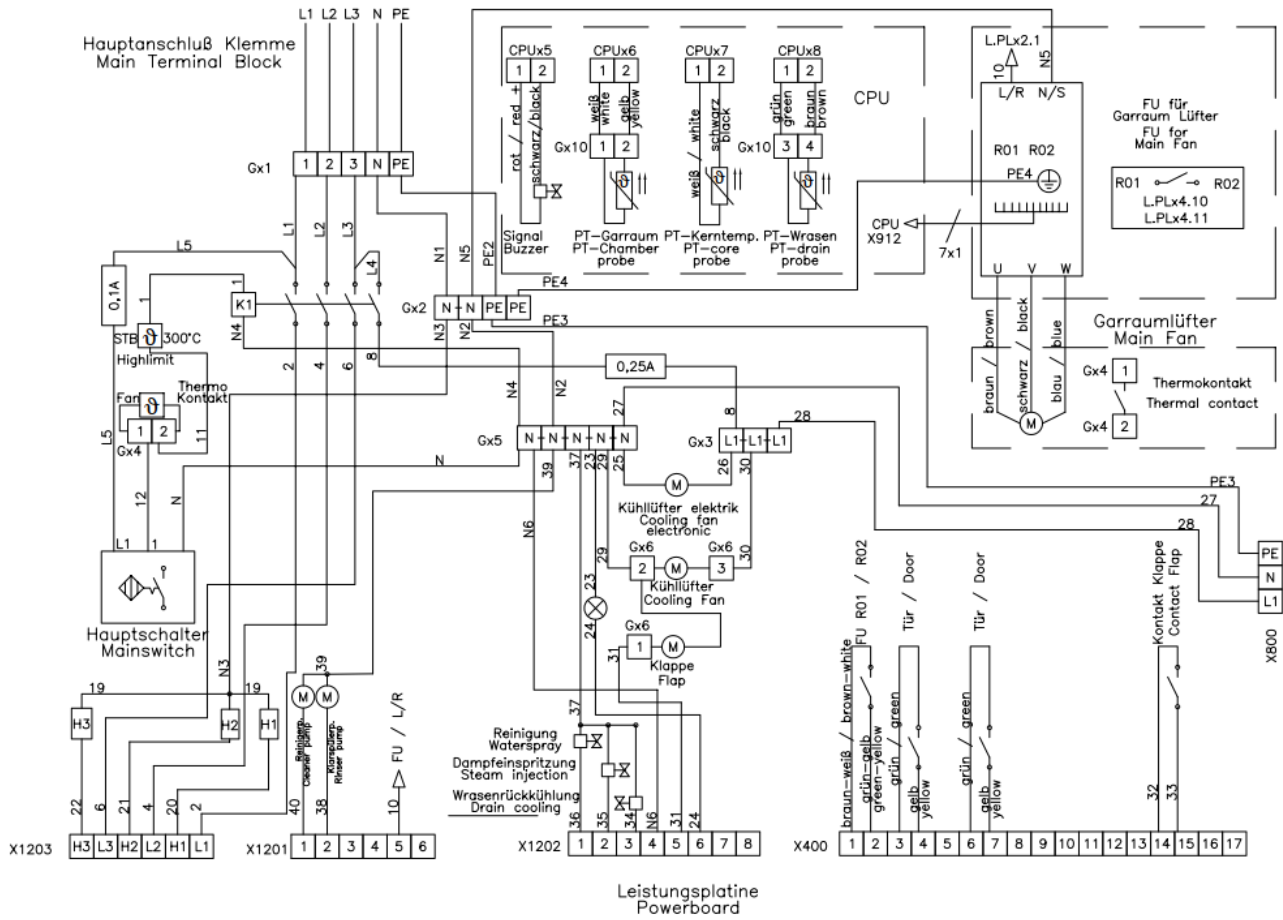 L1 L2 L3 N PE
Hauptanschluß Klemme
Main Terminal Block
Gx1
1 2 3 N PE
L1 L2 L3
N1 N5 PE2
L5
L4
0,1A
1 1
K1
N4
STB ϑ 300°C
Highlimit
Thermo
Kontakt
Fan ϑ
1 2
Gx4
11
L5
12
N
2 4 6 8
Gx2
N N PE PE
N3 N2
PE4
PE3
CPUx5
1 2
rot / red +
schwarz/black
Signal
Buzzer
CPUx6
1 2
weiß
white
gelb
yellow
Gx10
1 2
ϑ
PT-Garraum
PT-Chamber
probe
CPUx7
1 2
weiß / white
schwarz
black
ϑ
PT-Kerntemp.
PT-core
probe
CPUx8
1 2
grün
green
braun
brown
Gx10
3 4
ϑ
PT-Wrasen
PT-drain
probe
CPU
L.PLx2.1
10
N5
L/R N/S
R01 R02
PE4
CPU
X912
7x1
U V W
FU für
Garraum Lüfter
FU for
Main Fan
R01 R02
L.PLx4.10
L.PLx4.11
Garraumlüfter
Main Fan
braun / brown
schwarz / black
blau / blue
M
Gx4 1
Thermokontakt
Thermal contact
Gx4 2
0,25A
N4 N2 27
8 28
Gx5
N N N N N
Gx3
L1 L1 L1
N
39 37 23 29 25
26 30
M
Kühllüfter elektrik
Cooling fan
electronic
N6
29
Gx6 Gx6
2 M 3
30
Kühllüfter
Cooling Fan
23
24
Gx6
1 M
31
Klappe
Flap
PE3
27
28
PE
N
L1
X800
L1 1
Hauptschalter
Mainswitch
N3
19 19
H3 H2 H1
39
M M
Reinigerp.
Cleaner pump
Klarspülerp.
Rinser pump
FU / L/R
37
Reinigung
Waterspray
Dampfeinspritzung
Steam injection
Wrasenrückkühlung
Drain cooling
braun-weiß / brown-white
FU R01 / R02
grün-gelb
green-yellow
Tür / Door
grün / green
gelb
yellow
Tür / Door
grün / green
gelb
yellow
Kontakt Klappe
Contact Flap
32 33
22 6 21 4 20 2
40 38 10
36 35 34 N6 31 24
X1203
H3 L3 H2 L2 H1 L1
X1201
1 2 3 4 5 6
X1202
1 2 3 4 5 6 7 8
X400
1 2 3 4 5 6 7 8 9 10 11 12 13 14 15 16 17
Leistungsplatine
Powerboard